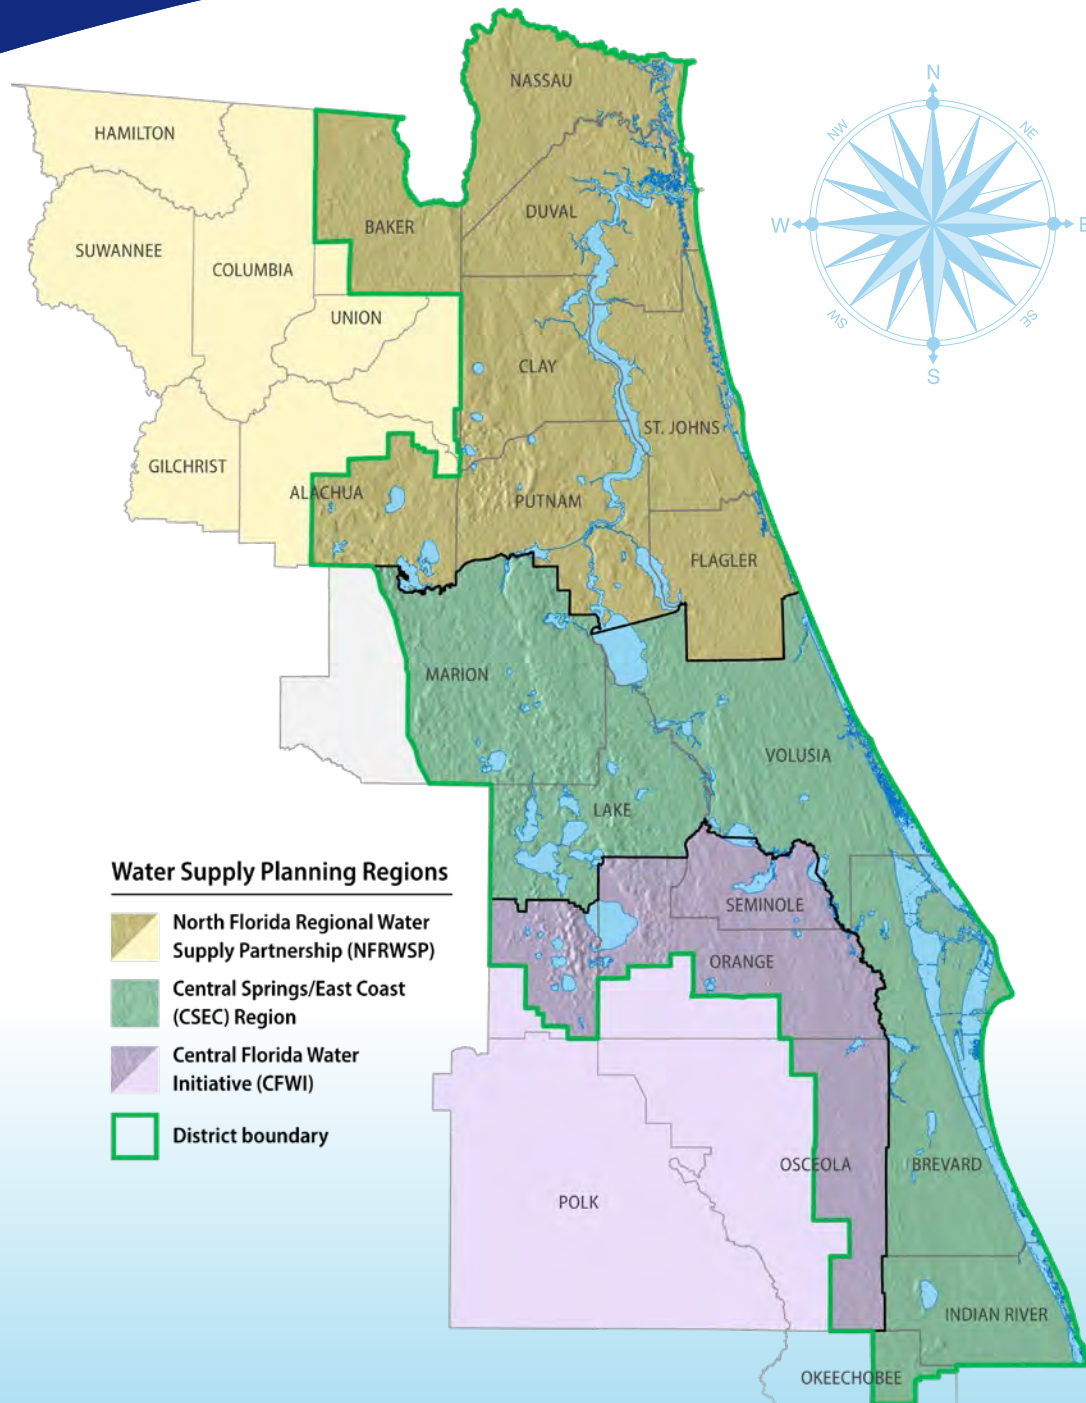 NASSAU
N
NW
NE
HAMILTON
DUVAL
BAKER
W
E
SUWANNEE
COLUMBIA
UNION
SW
SE
S
CLAY
ST. JOHNS
GILCHRIST
ALACHUA
PUTNAM
FLAGLER
MARION
VOLUSIA
LAKE
Water Supply Planning Regions
North Florida Regional Water
Supply Partnership (NFRWSP)
Central Springs/East Coast
(CSEC) Region
Central Florida Water
Initiative (CFWI)
District boundary
SEMINOLE
ORANGE
OSCEOLA
BREVARD
POLK
INDIAN RIVER
OKEECHOBEE